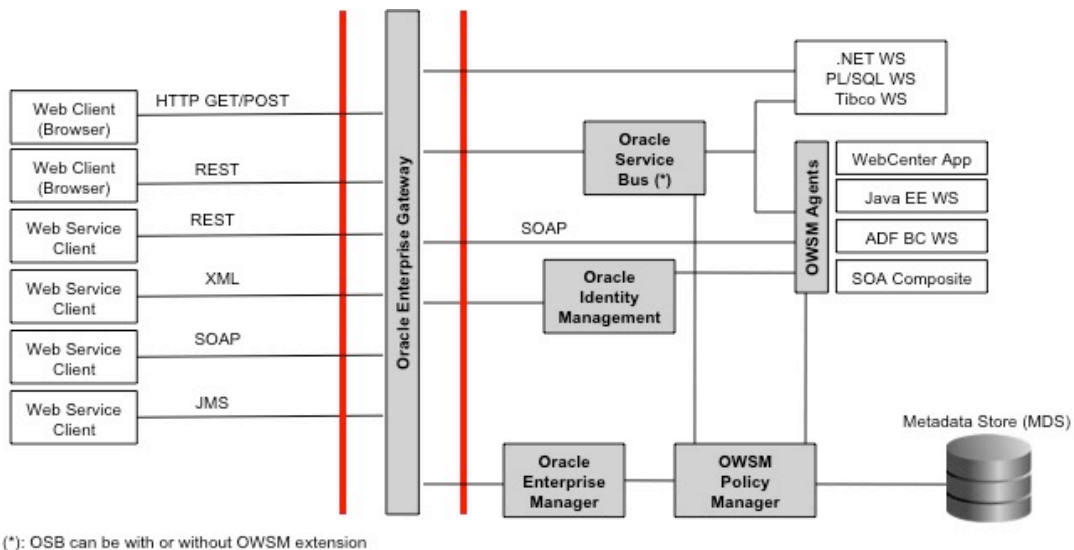 Web Client
(Browser)
HTTP GET/POST
Web Client
(Browser)
REST
Web Service
Client
REST
Web Service
Client
XML
Web Service
Client
SOAP
Web Service
Client
JMS
Oracle Enterprise Gateway
.NET WS
PL/SQL WS
Tibco WS
Oracle
Service
Bus (*)
SOAP
Oracle
Identity
Management
OWSM Agents
WebCenter App
Java EE WS
ADF BC WS
SOA Composite
Oracle
Enterprise
Manager
OWSM
Policy
Manager
Metadata Store (MDS)
(*): OSB can be with or without OWSM extension